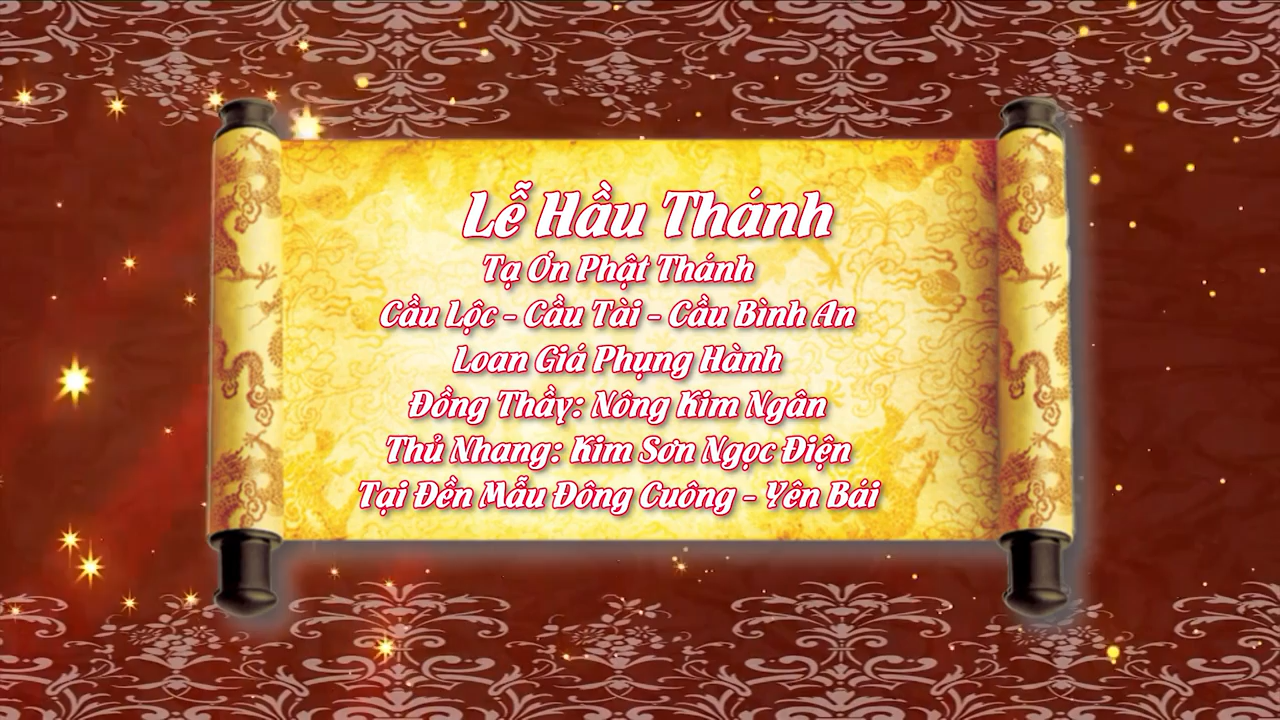 Lễ Hầu Thánh
Tạ Ơn Phật Thánh
Cầu Lộc - Cầu Tài - Cầu Bình An
Loan Giá Phụng Hành
Đồng Thầy: Nông Kim Ngân
Thủ Nhang: Kim Sơn Ngọc Điện
Tại Đền Mẫu Đông Cuông - Yên Bái